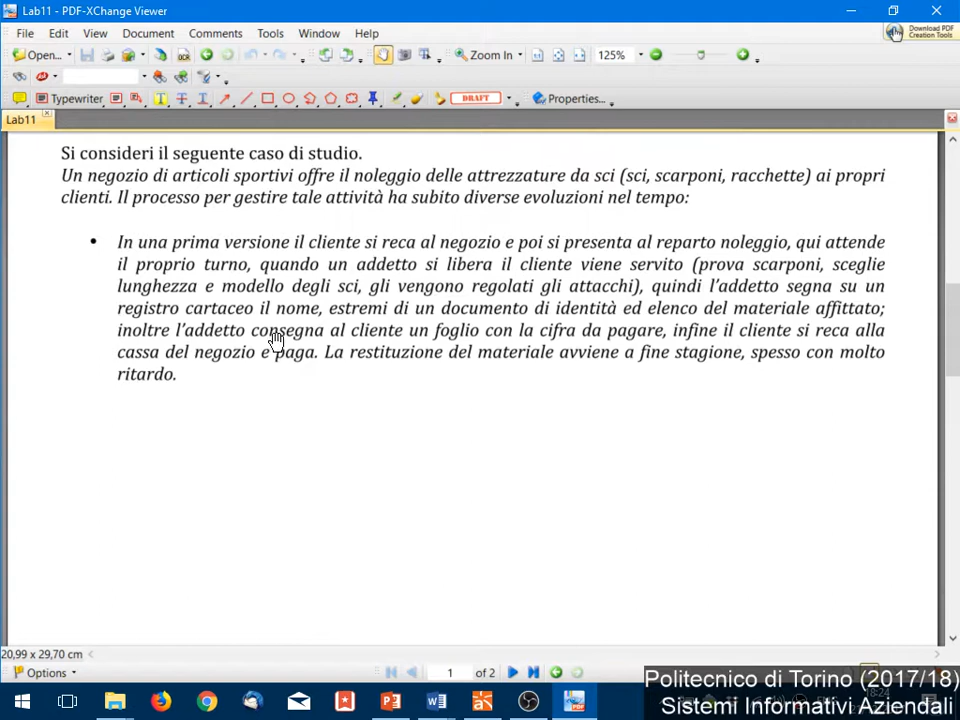 Lab11 - PDF-XChange Viewer
File Edit View Document Comments Tools Window Help
Download PDF
Creation Tools
Open...
OCR
Zoom In
125%
Typewriter
DRAFT
Properties...
Lab11
Si consideri il seguente caso di studio.
Un negozio di articoli sportivi offre il noleggio delle attrezzature da sci (sci, scarponi, racchette) ai propri
clienti. Il processo per gestire tale attività ha subito diverse evoluzioni nel tempo:
• In una prima versione il cliente si reca al negozio e poi si presenta al reparto noleggio, qui attende
il proprio turno, quando un addetto si libera il cliente viene servito (prova scarponi, sceglie
lunghezza e modello degli sci, gli vengono regolati gli attacchi), quindi l'addetto segna su un
registro cartaceo il nome, estremi di un documento di identità ed elenco del materiale affittato;
inoltre l'addetto consegna al cliente un foglio con la cifra da pagare, infine il cliente si reca alla
cassa del negozio e paga. La restituzione del materiale avviene a fine stagione, spesso con molto
ritardo.
20,99 x 29,70 cm
Options
1 of 2
Politecnico di Torino (2017/18)
18:24
Sistemi Informativi Aziendali